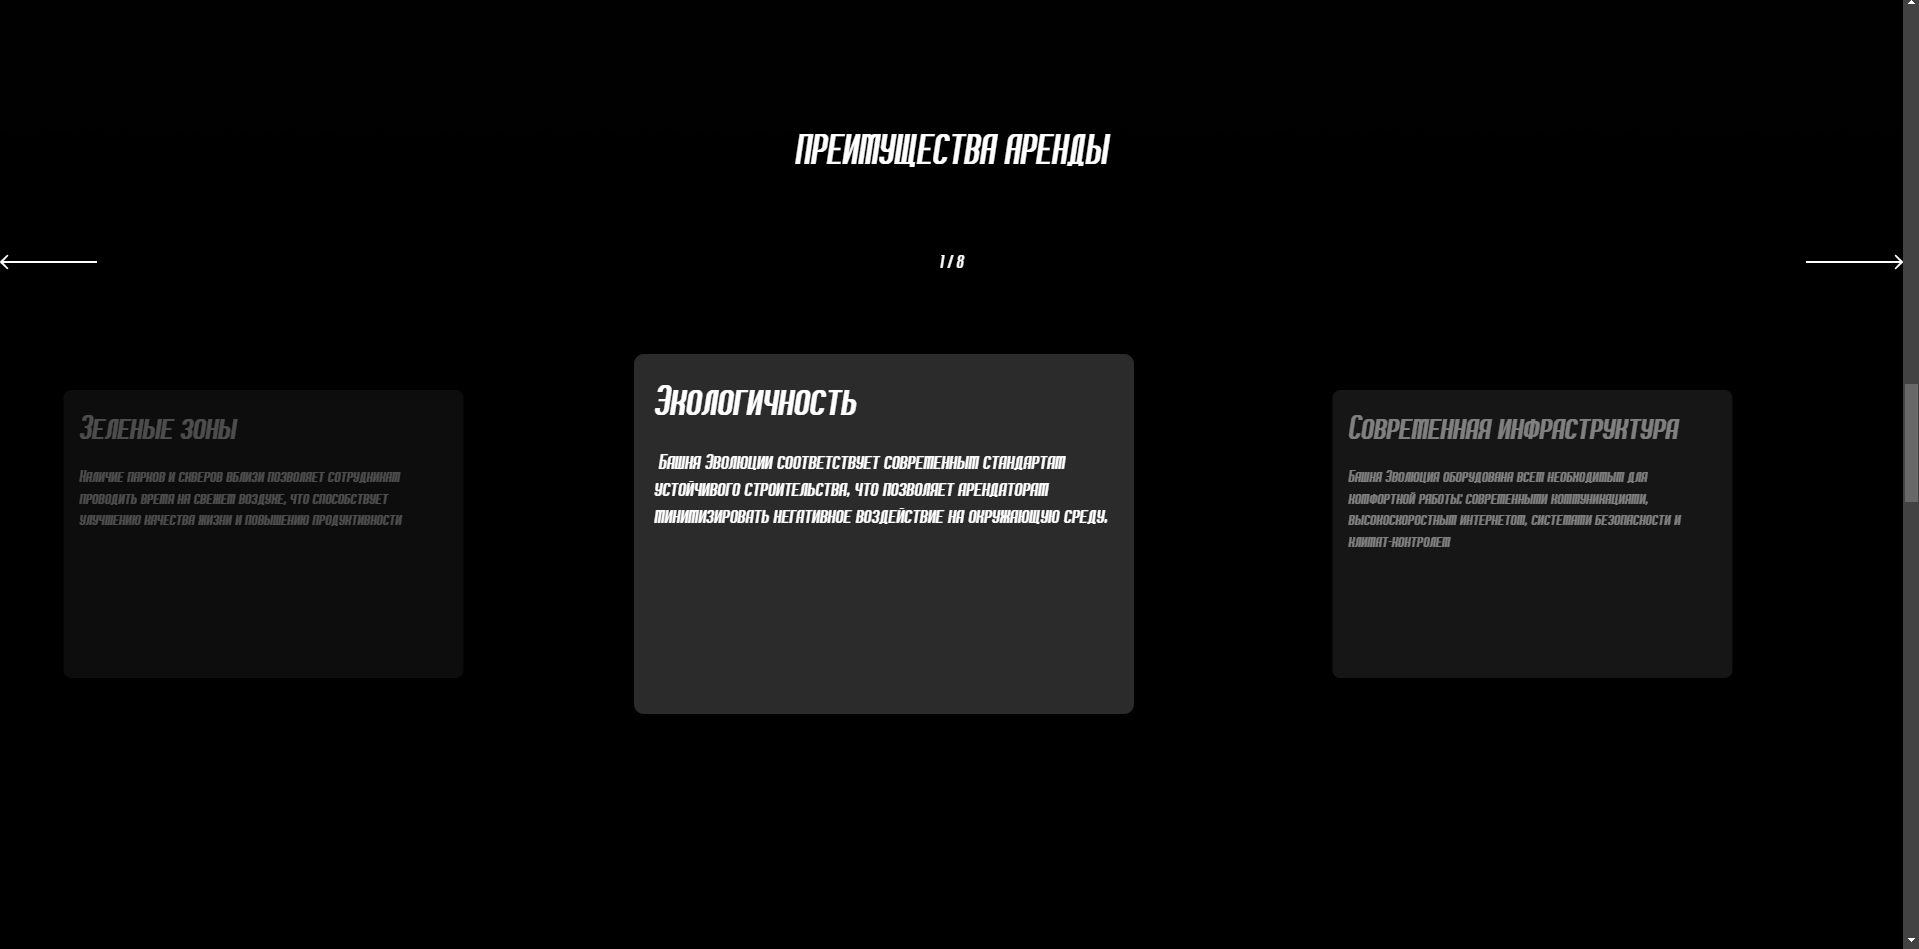 ПРЕИМУЩЕСТВА АРЕНДЫ
1 / 8
Зеленые зоны
Наличие парков и скверов вблизи позволяет сотрудникам
проводить время на свежем воздухе, что способствует
улучшению качества жизни и повышению продуктивности
Экологичность
Башня Эволюции соответствует современным стандартам
устойчивого строительства, что позволяет арендаторам
минимизировать негативное воздействие на окружающую среду.
Современная инфраструктура
Башня Эволюция оборудована всем необходимым для
комфортной работы: современными коммуникациями,
высокоскоростным интернетом, системами безопасности и
климат-контролем